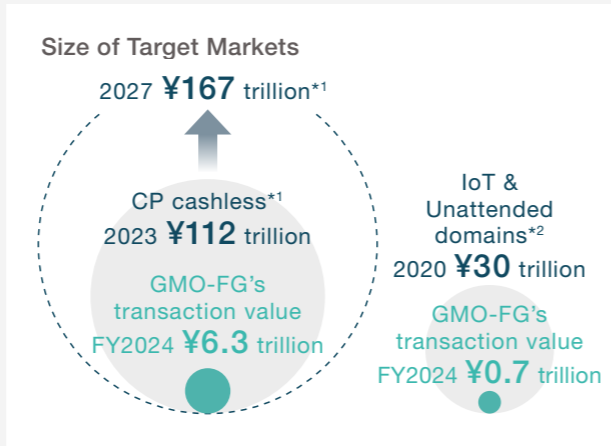 Size of Target Markets
2027 ¥167 trillion*1
CP cashless*1
2023 ¥112 trillion
GMO-FG's
transaction value
FY2024 ¥6.3 trillion
IoT &
Unattended
domains*2
2020 ¥30 trillion
GMO-FG's
transaction value
FY2024 ¥0.7 trillion